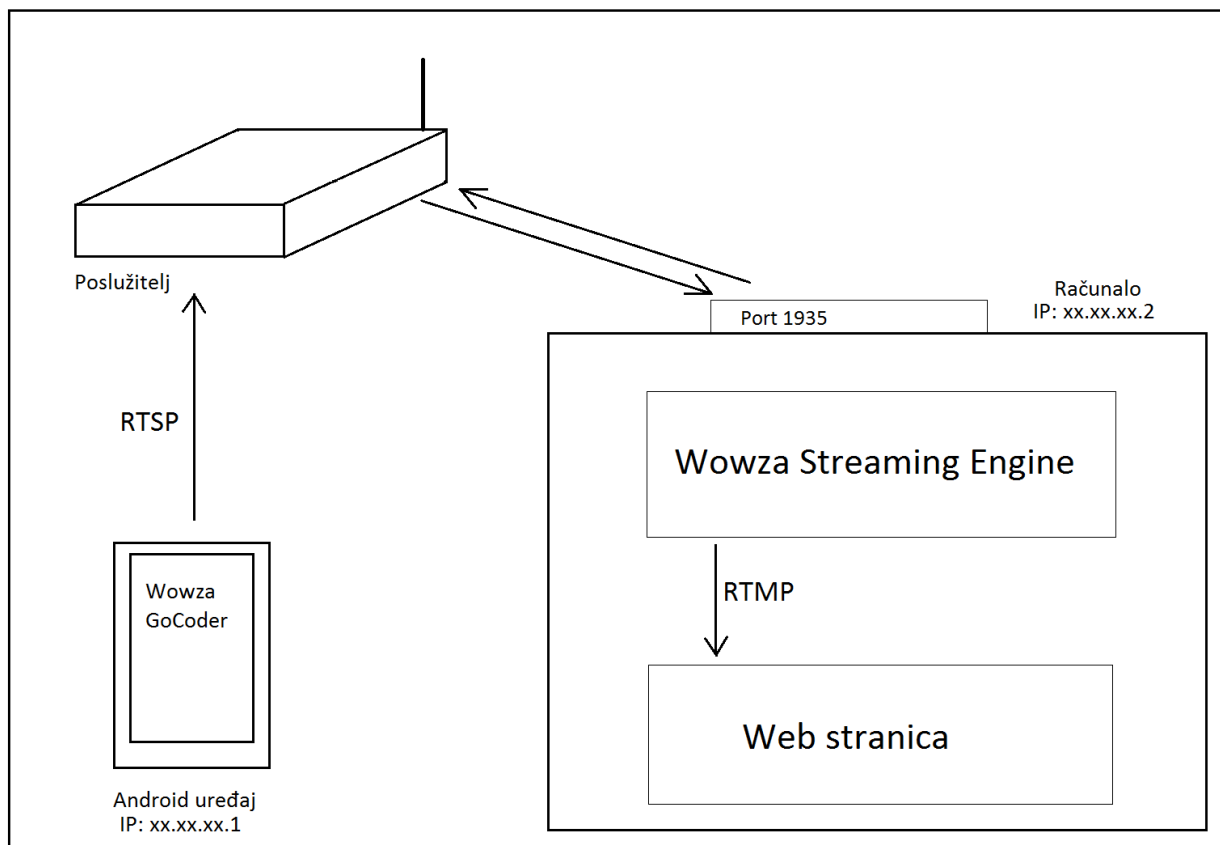 Poslužitelj
Port 1935
Računalo
IP: xx.xx.xx.2
RTSP
Wowza Streaming Engine
RTMP
Wowza
GoCoder
Web stranica
Android uređaj
IP: xx.xx.xx.1